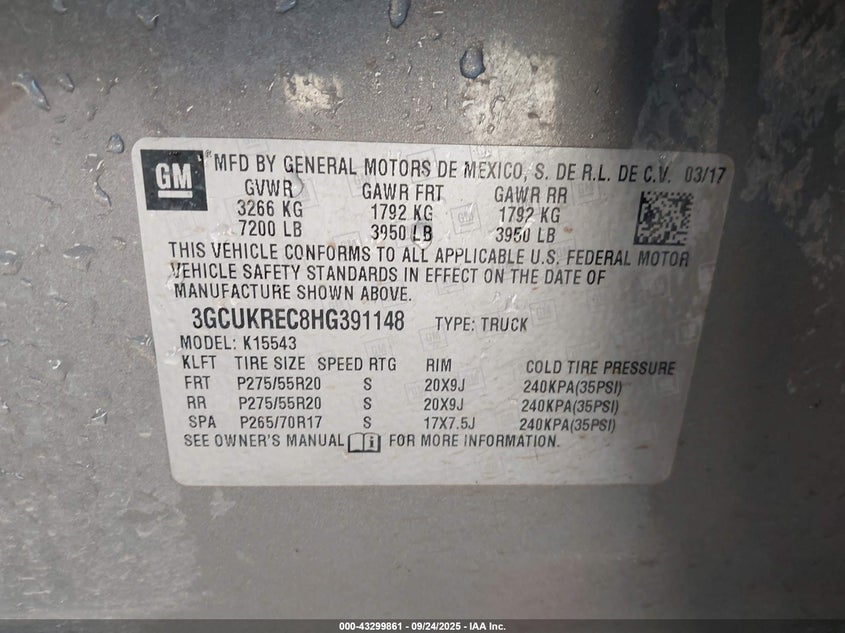 GM ® MFD BY GENERAL MOTORS DE MEXICO, S. DE R.L. DE C.V. 03/17
GVWR GAWR FRT GAWR RR
3266 KG 1792 KG 1792 KG
7200 LB 3950 LB 3950 LB
THIS VEHICLE CONFORMS TO ALL APPLICABLE U.S. FEDERAL MOTOR
VEHICLE SAFETY STANDARDS IN EFFECT ON THE DATE OF
MANUFACTURE SHOWN ABOVE.
3GCUKREC8HG391148 TYPE: TRUCK
MODEL: K15543
KLFT TIRE SIZE SPEED RTG RIM COLD TIRE PRESSURE
FRT P275/55R20 S 20X9J 240KPA(35PSI)
RR P275/55R20 S 20X9J 240KPA(35PSI)
SPA P265/70R17 S 17X7.5J 240KPA(35PSI)
SEE OWNER'S MANUAL FOR MORE INFORMATION.
000-43299861 - 09/24/2025 - IAA Inc.